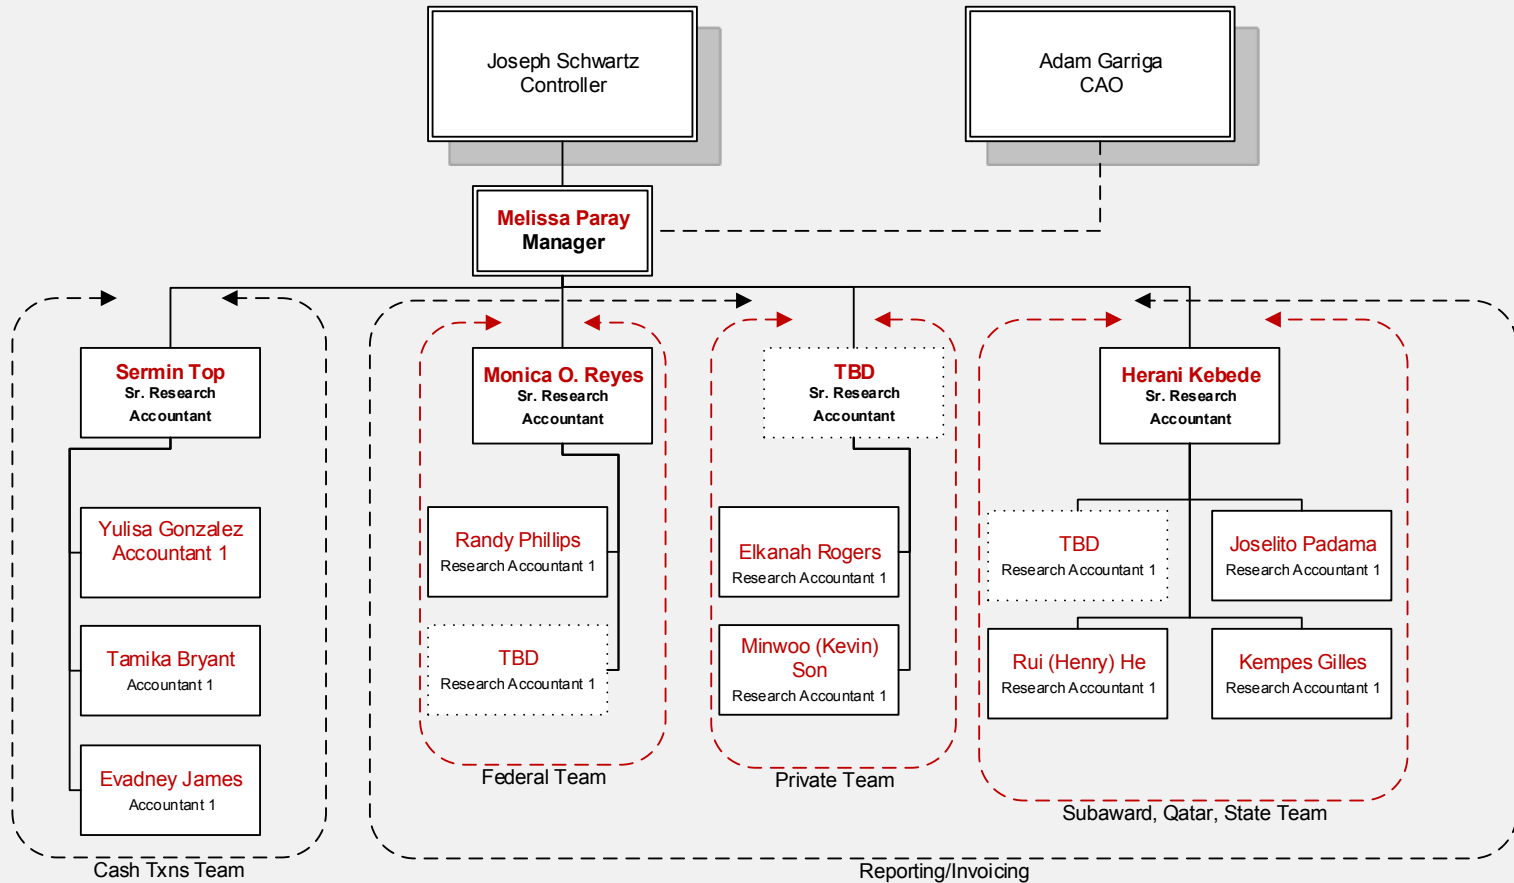 Joseph Schwartz
Controller
Adam Garriga
CAO
Melissa Paray
Manager
Sermin Top
Sr. Research
Accountant
Monica O. Reyes
Sr. Research
Accountant
TBD
Sr. Research
Accountant
Herani Kebede
Sr. Research
Accountant
Yulisa Gonzalez
Accountant 1
Randy Phillips
Research Accountant 1
Elkanah Rogers
Research Accountant 1
TBD
Research Accountant 1
Joselito Padama
Research Accountant 1
Tamika Bryant
Accountant 1
TBD
Research Accountant 1
Minwoo (Kevin)
Son
Research Accountant 1
Rui (Henry) He
Research Accountant 1
Kempes Gilles
Research Accountant 1
Evadney James
Accountant 1
Federal Team
Private Team
Subaward, Qatar, State Team
Cash Txns Team
Reporting/Invoicing